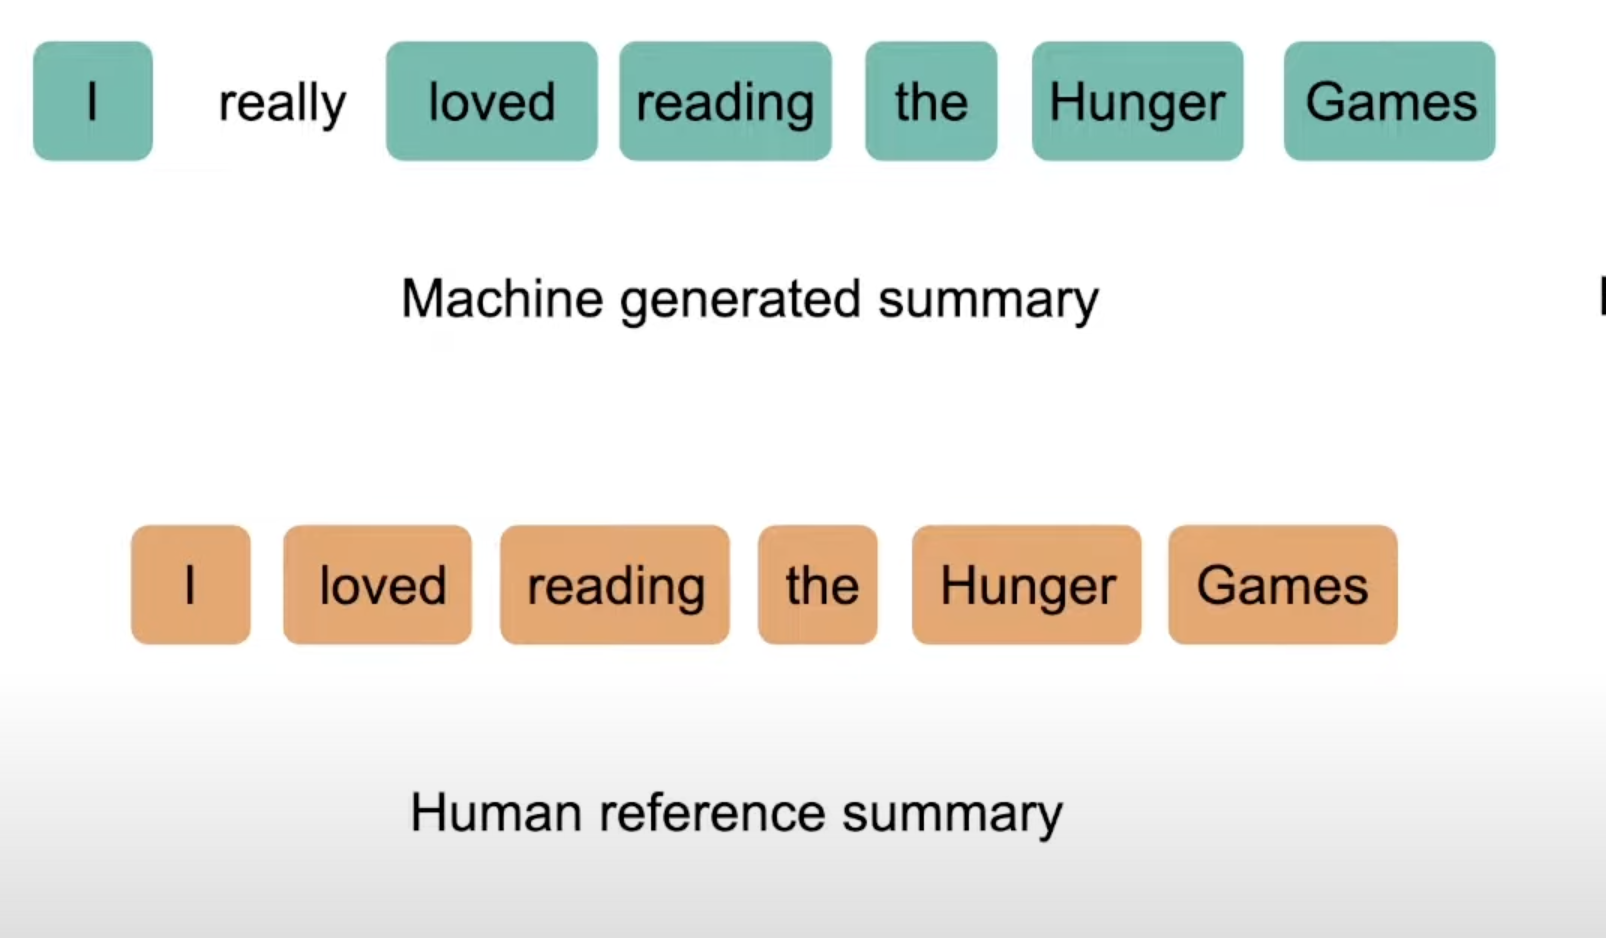 I really loved reading the Hunger Games
Machine generated summary
I loved reading the Hunger Games
Human reference summary